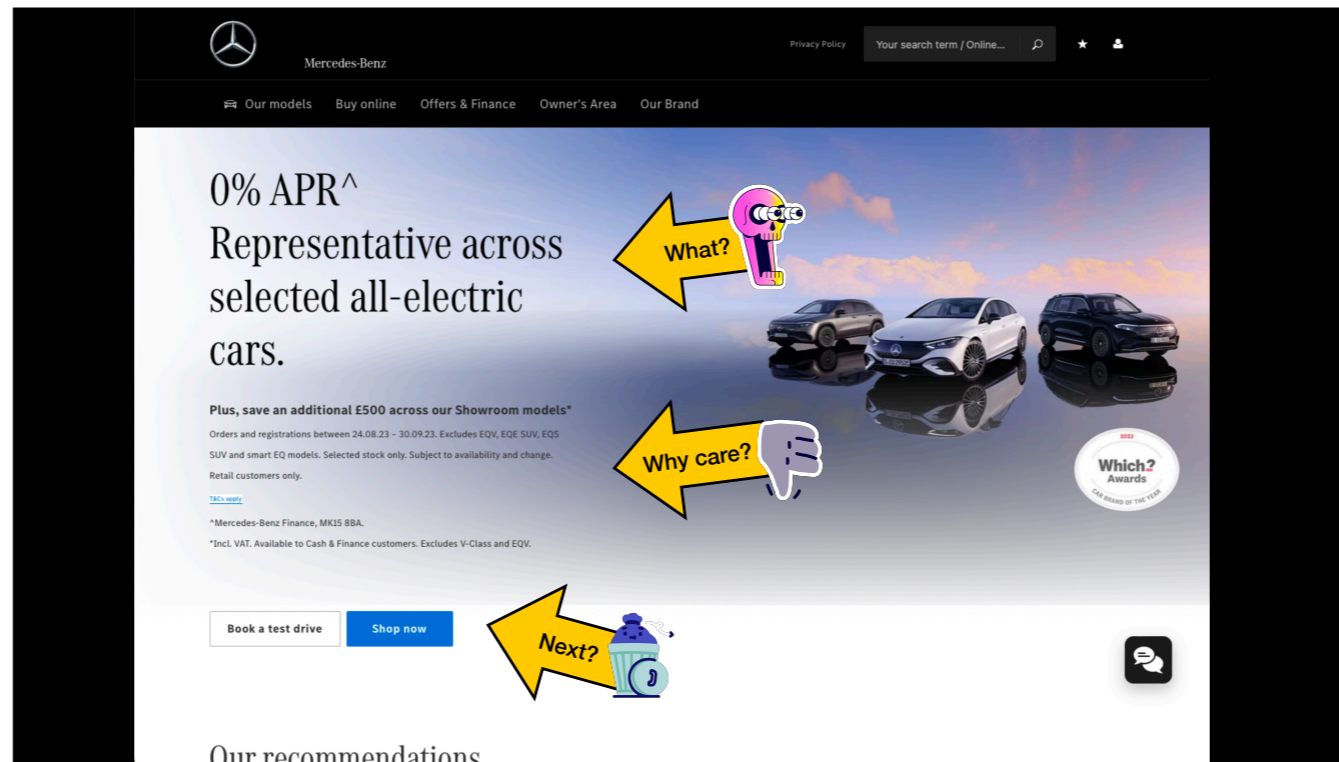 Mercedes-Benz
Privacy Policy
Your search term / Online...
Our models
Buy online
Offers & Finance
Owner's Area
Our Brand
0% APR^
Representative across
selected all-electric
cars.
What?
Plus, save an additional £500 across our Showroom models*
Orders and registrations between 24.08.23 – 30.09.23. Excludes EQV, EQE SUV, EQS
SUV and smart EQ models. Selected stock only. Subject to availability and change.
Retail customers only.
T&Cs apply
^Mercedes-Benz Finance, MK15 8BA.
*Incl. VAT. Available to Cash & Finance customers. Excludes V-Class and EQV.
Why care?
Which?
Awards
CAR BRAND OF THE YEAR
Book a test drive
Shop now
Next?
Our recommendations